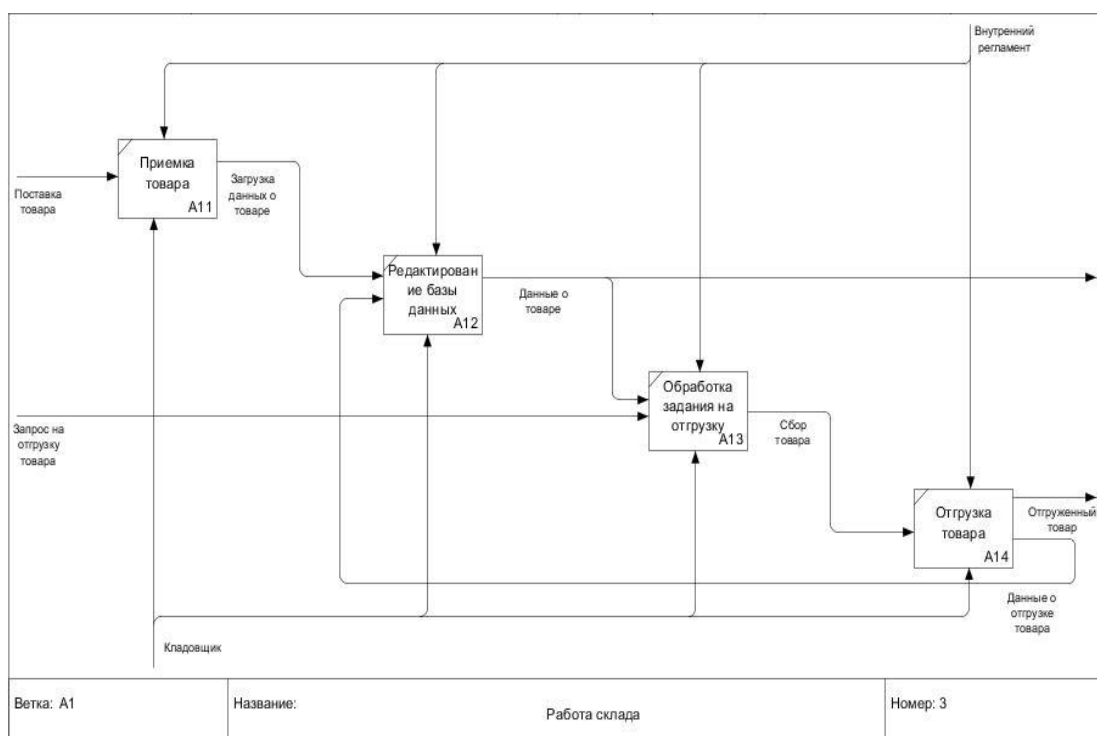 Внутренний
регламент
Приемка
товара
A11
Поставка
товара
Загрузка
данных о
товаре
Редактирован
ие базы
данных
A12
Данные о
товаре
Обработка
задания на
отгрузку
A13
Запрос на
отгрузку
товара
Сбор
товара
Отгрузка
товара
A14
Отгруженный
товар
Данные о
отгрузке
товара
Кладовщик
Ветка: A1
Название:
Работа склада
Номер: 3